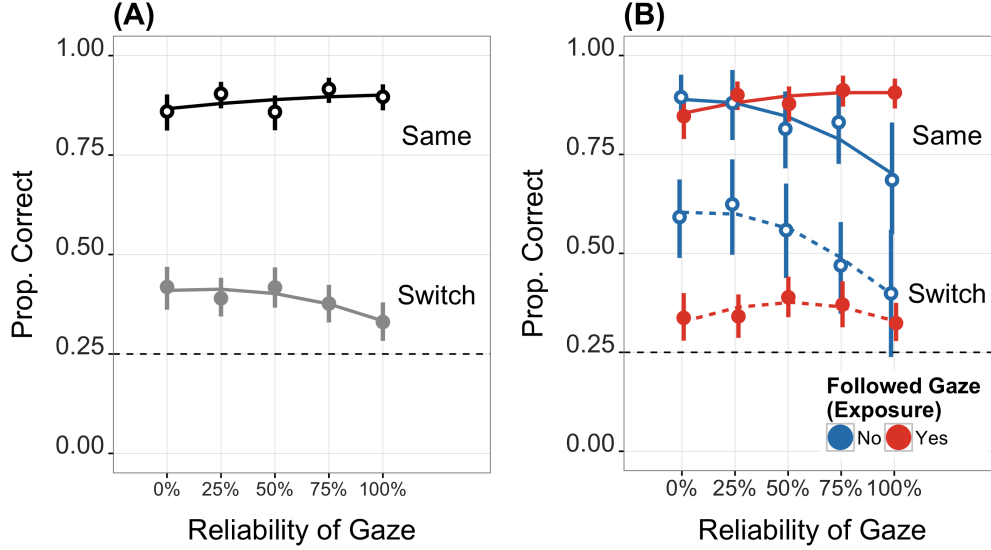 (A)
1.00
0.75
0.50
0.25
0.00
Prop. Correct
Same
Switch
0% 25% 50% 75% 100%
Reliability of Gaze
(B)
1.00
0.75
0.50
0.25
0.00
Prop. Correct
Same
Switch
Followed Gaze
(Exposure)
No Yes
0% 25% 50% 75% 100%
Reliability of Gaze